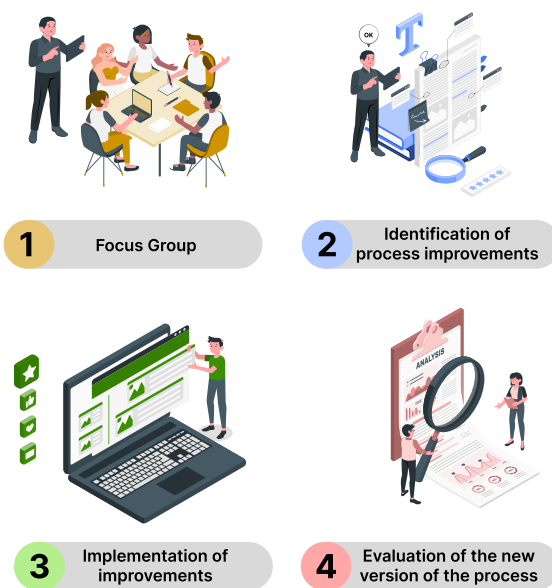 OK
T
1
Focus Group
2
Identification of
process improvements
ANALYSIS
3
Implementation of
improvements
4
Evaluation of the new
version of the process